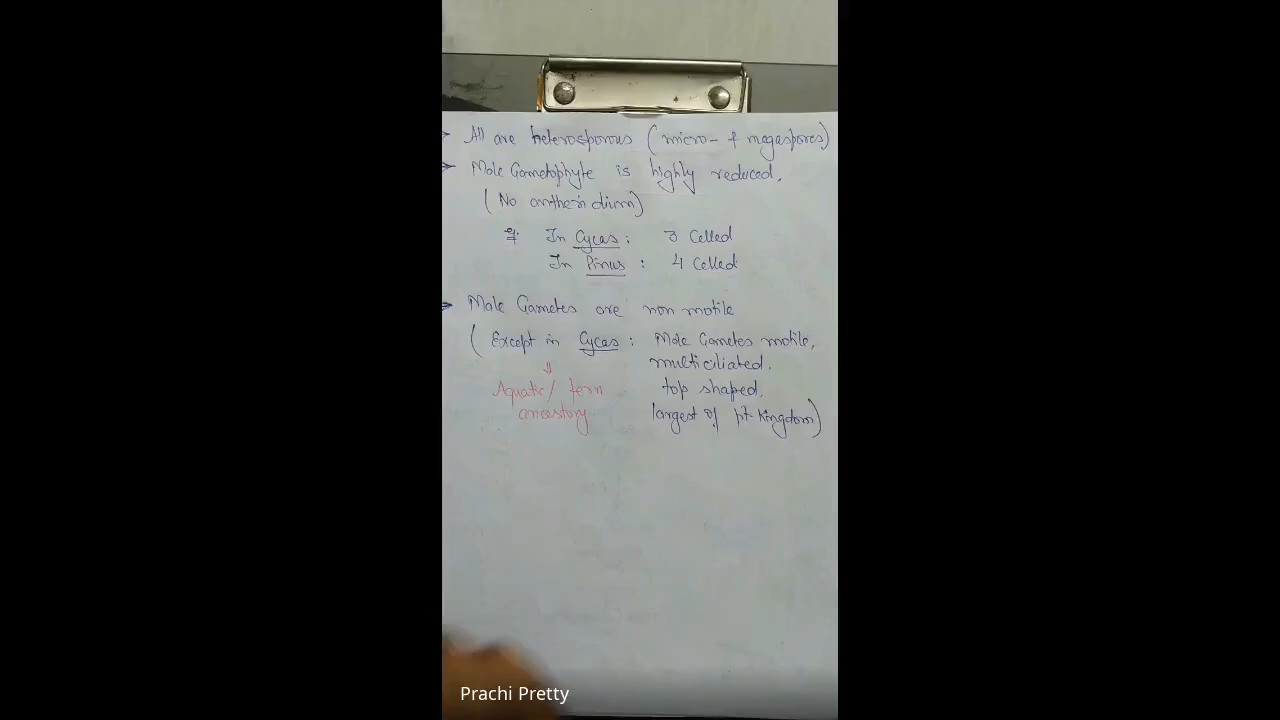 → All are heterosporous (micro- & megaspores)
→ Male Gametophyte is highly reduced.
(No antheridium)
In Cycas : 3 Celled
In Pinus : 4 Celled
→ Male Gametes are non motile
(Except in Cycas : Male Gametes motile,
multiciliated,
Aquatic/ fern top shaped,
ancestory largest of pt-kingdom)
Prachi Pretty